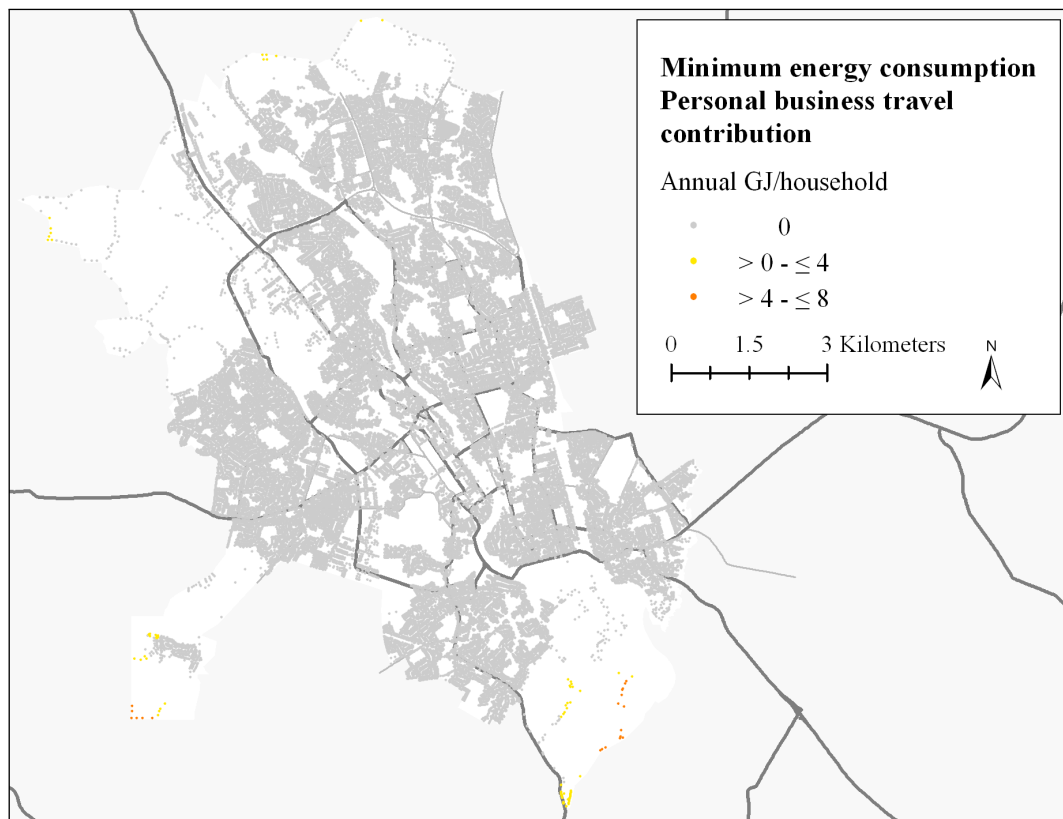 Minimum energy consumption
Personal business travel
contribution
Annual GJ/household
0
> 0 - ≤ 4
> 4 - ≤ 8
0 1.5 3 Kilometers
N